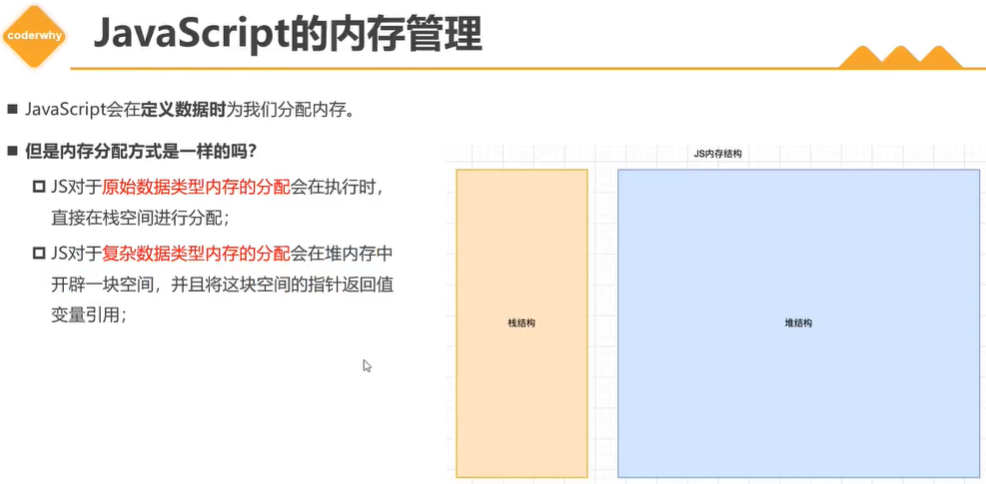 coderwhy
JavaScript的内存管理
JavaScript会在定义数据时为我们分配内存。
但是内存分配方式是一样的吗?
JS对于原始数据类型内存的分配会在执行时，
直接在栈空间进行分配；
JS对于复杂数据类型内存的分配会在堆内存中
开辟一块空间，并且将这块空间的指针返回值
变量引用；
JS内存结构
栈结构
堆结构